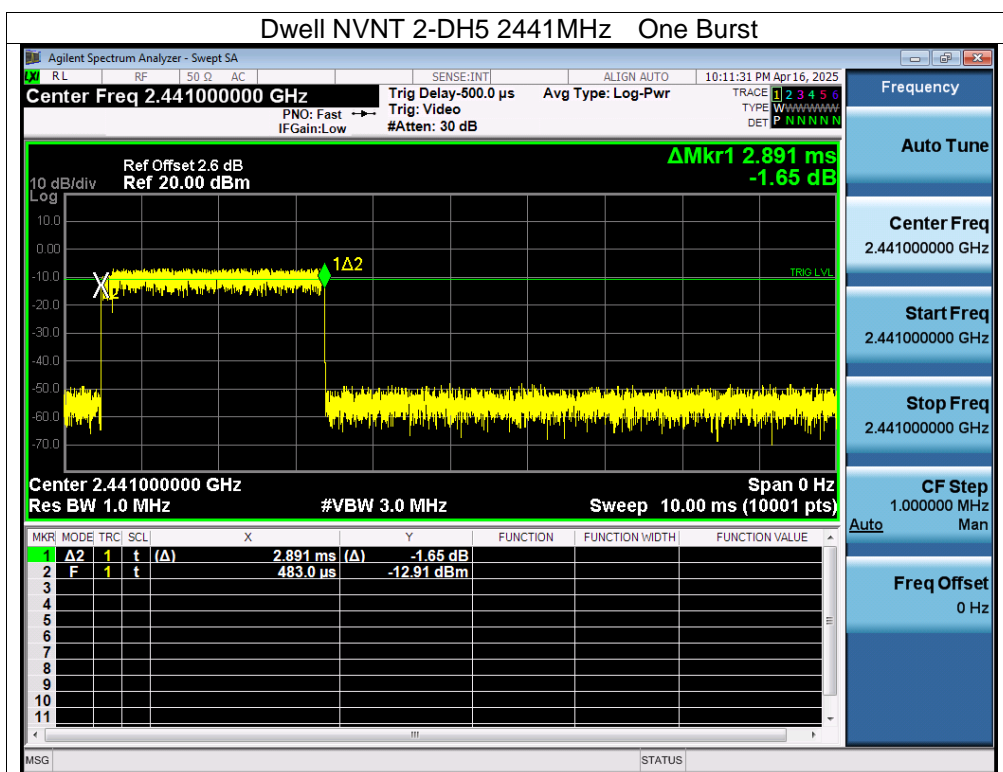 Dwell NVNT 2-DH5 2441MHz One Burst
Agilent Spectrum Analyzer - Swept SA
LXI RL RF 50 Ω AC SENSE:INT ALIGN AUTO 10:11:31 PM Apr 16, 2025
Center Freq 2.441000000 GHz Trig Delay-500.0 µs Avg Type: Log-Pwr TRACE 1 2 3 4 5 6
PNO: Fast Trig: Video TYPE WWWWWWW
IFGain:Low #Atten: 30 dB DET P N N N N N
ΔMkr1 2.891 ms
-1.65 dB
Ref Offset 2.6 dB
10 dB/div Ref 20.00 dBm
Log
10.0
0.00
-10.0
-20.0
-30.0
-40.0
-50.0
-60.0
-70.0
1Δ2
TRIG LVL
Center 2.441000000 GHz Span 0 Hz
Res BW 1.0 MHz #VBW 3.0 MHz Sweep 10.00 ms (10001 pts)
MKR MODE TRC SCL X Y FUNCTION FUNCTION WIDTH FUNCTION VALUE
1 Δ2 1 t (Δ) 2.891 ms (Δ) -1.65 dB
2 F 1 t 483.0 µs -12.91 dBm
3
4
5
6
7
8
9
10
11
MSG STATUS
Frequency
Auto Tune
Center Freq
2.441000000 GHz
Start Freq
2.441000000 GHz
Stop Freq
2.441000000 GHz
CF Step
1.000000 MHz
Auto Man
Freq Offset
0 Hz